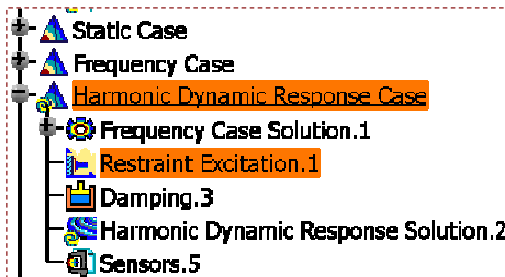 Static Case
Frequency Case
Harmonic Dynamic Response Case
Frequency Case Solution.1
Restraint Excitation.1
Damping.3
Harmonic Dynamic Response Solution.2
Sensors.5